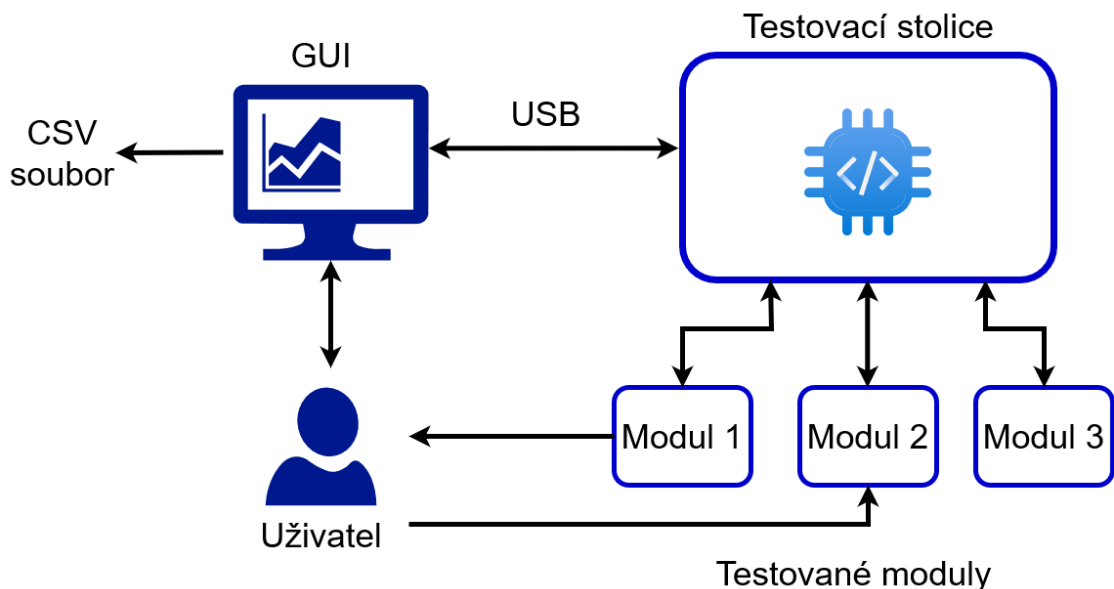 Testovací stolice
GUI
USB
CSV
soubor
</>
Modul 1
Modul 2
Modul 3
Uživatel
Testované moduly